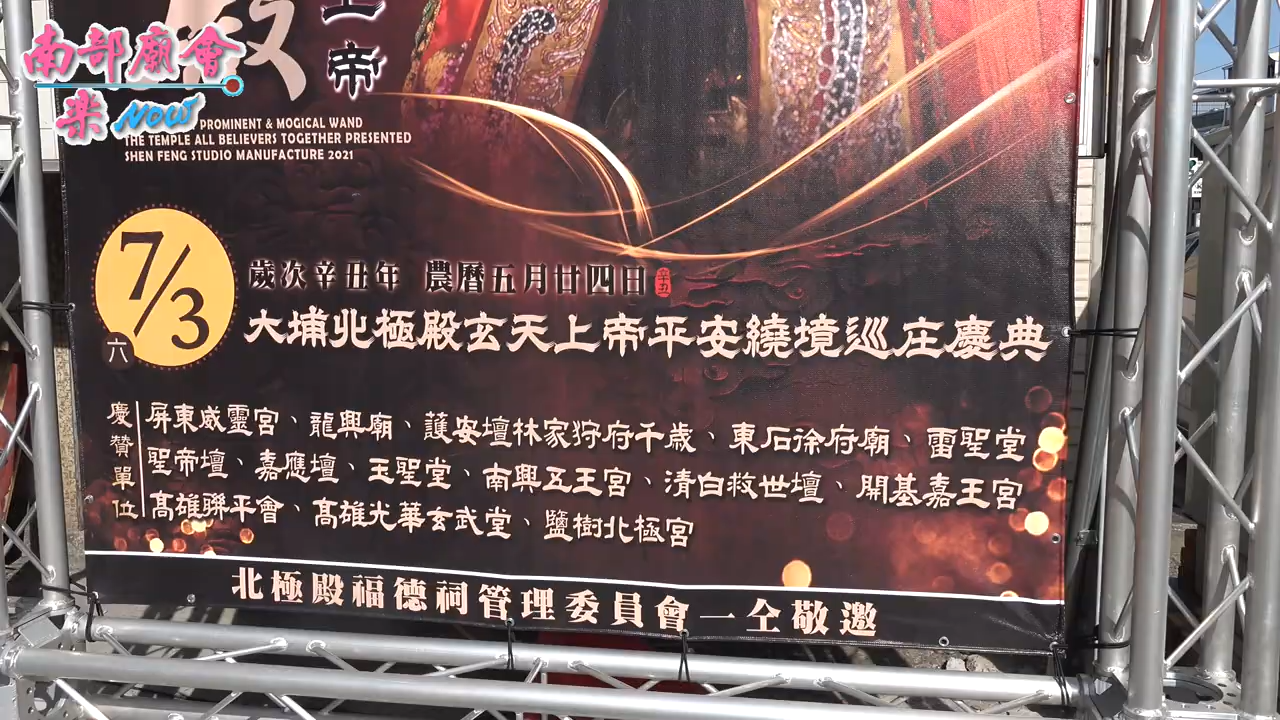 南部廟會
楽 NOW
殿
上帝
PROMINENT & MOGICAL WAND
THE TEMPLE ALL BELIEVERS TOGETHER PRESENTED
SHEN FENG STUDIO MANUFACTURE 2021
7/3
六
歲次辛丑年 農曆五月廿四日
大埔北極殿玄天上帝平安繞境巡庄慶典
慶贊單位
屏東威靈宮、龍興廟、護安壇林家狩府千歲、東石徐府廟、雷聖堂
聖帝壇、嘉應壇、玉聖堂、南興五王宮、清白救世壇、開基嘉王宮
高雄聯平會、高雄光華玄武堂、鹽樹北極宮
北極殿福德祠管理委員會一仝敬邀